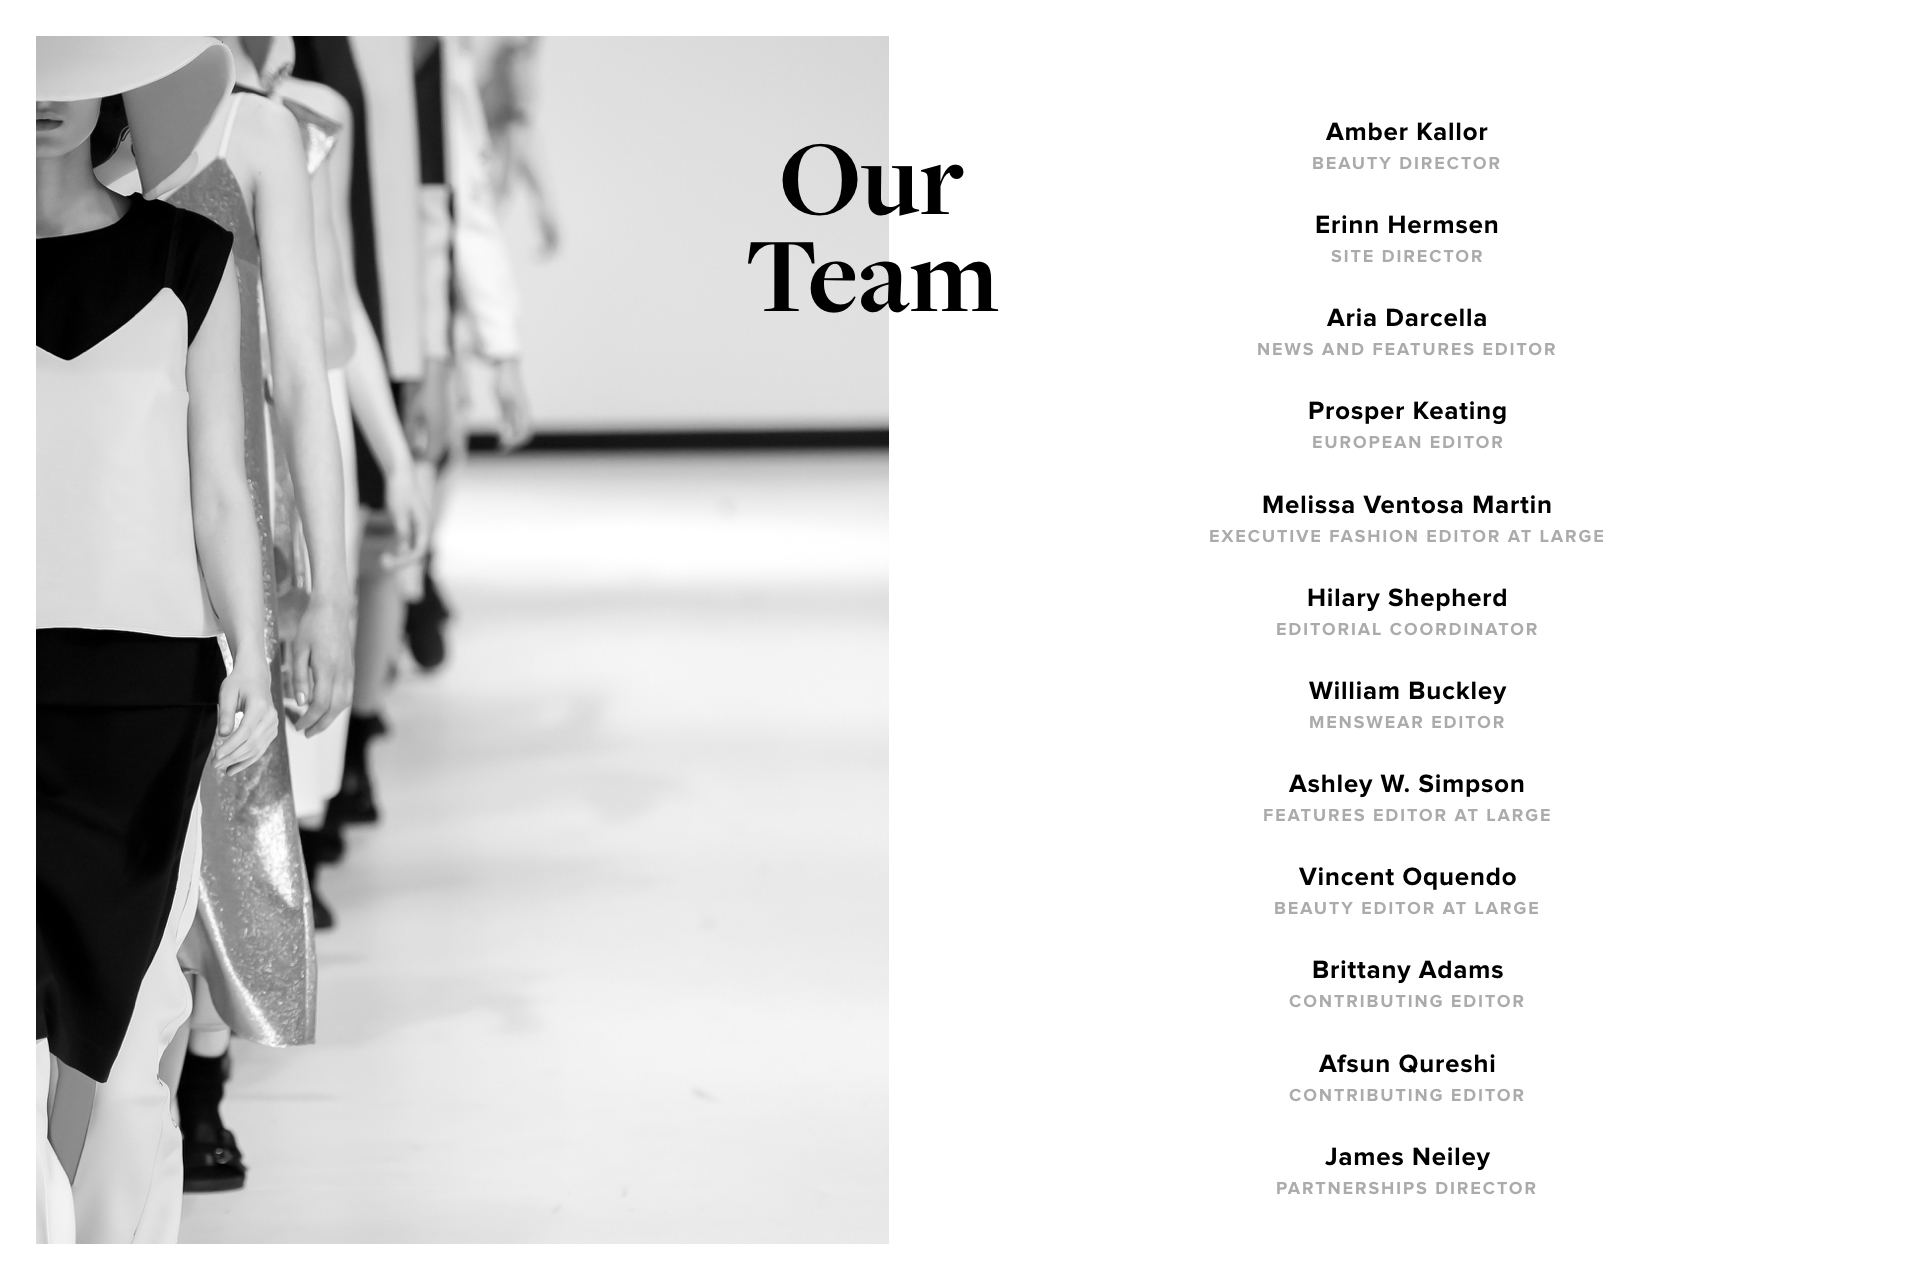 Our
Team
Amber Kallor
BEAUTY DIRECTOR
Erinn Hermsen
SITE DIRECTOR
Aria Darcella
NEWS AND FEATURES EDITOR
Prosper Keating
EUROPEAN EDITOR
Melissa Ventosa Martin
EXECUTIVE FASHION EDITOR AT LARGE
Hilary Shepherd
EDITORIAL COORDINATOR
William Buckley
MENSWEAR EDITOR
Ashley W. Simpson
FEATURES EDITOR AT LARGE
Vincent Oquendo
BEAUTY EDITOR AT LARGE
Brittany Adams
CONTRIBUTING EDITOR
Afsun Qureshi
CONTRIBUTING EDITOR
James Neiley
PARTNERSHIPS DIRECTOR